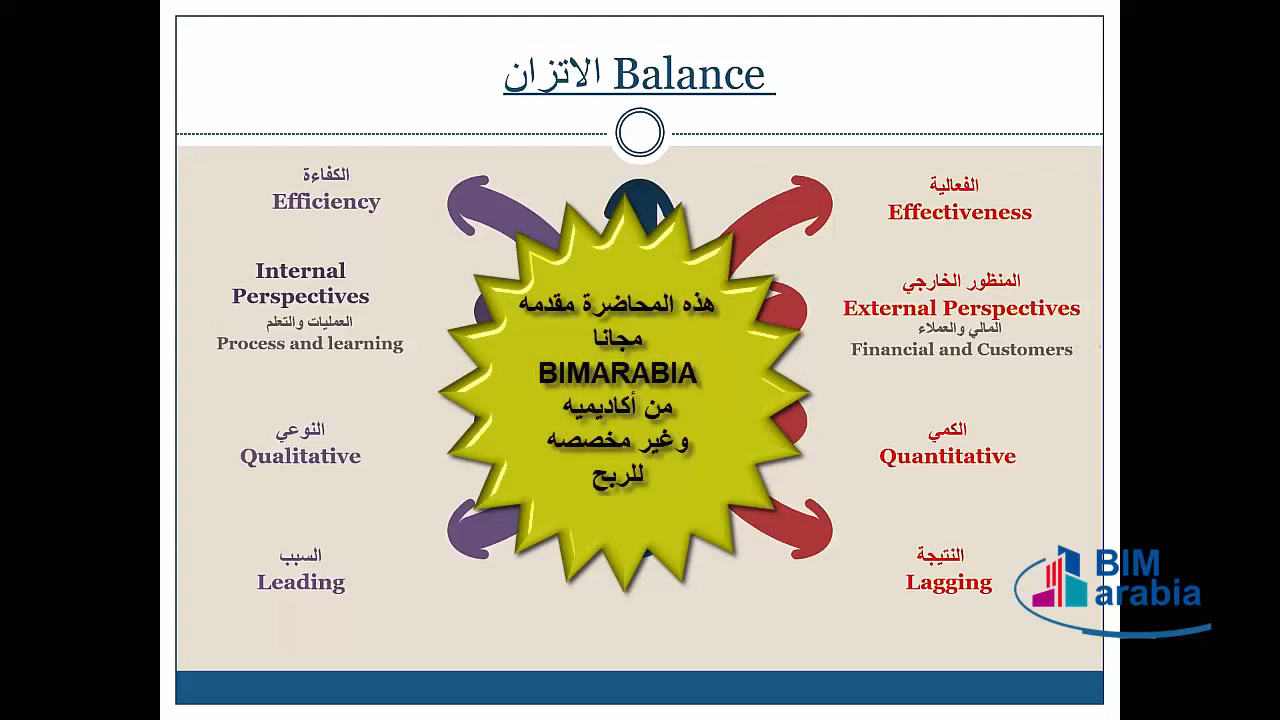 الاتزان Balance
الكفاءة
Efficiency
Internal
Perspectives
العمليات والتعلم
Process and learning
النوعي
Qualitative
السبب
Leading
هذه المحاضرة مقدمه
مجانا
BIMARABIA
من أكاديميه
وغير مخصصه
للربح
الفعالية
Effectiveness
المنظور الخارجي
External Perspectives
المالي والعملاء
Financial and Customers
الكمي
Quantitative
النتيجة
Lagging
BIM
arabia